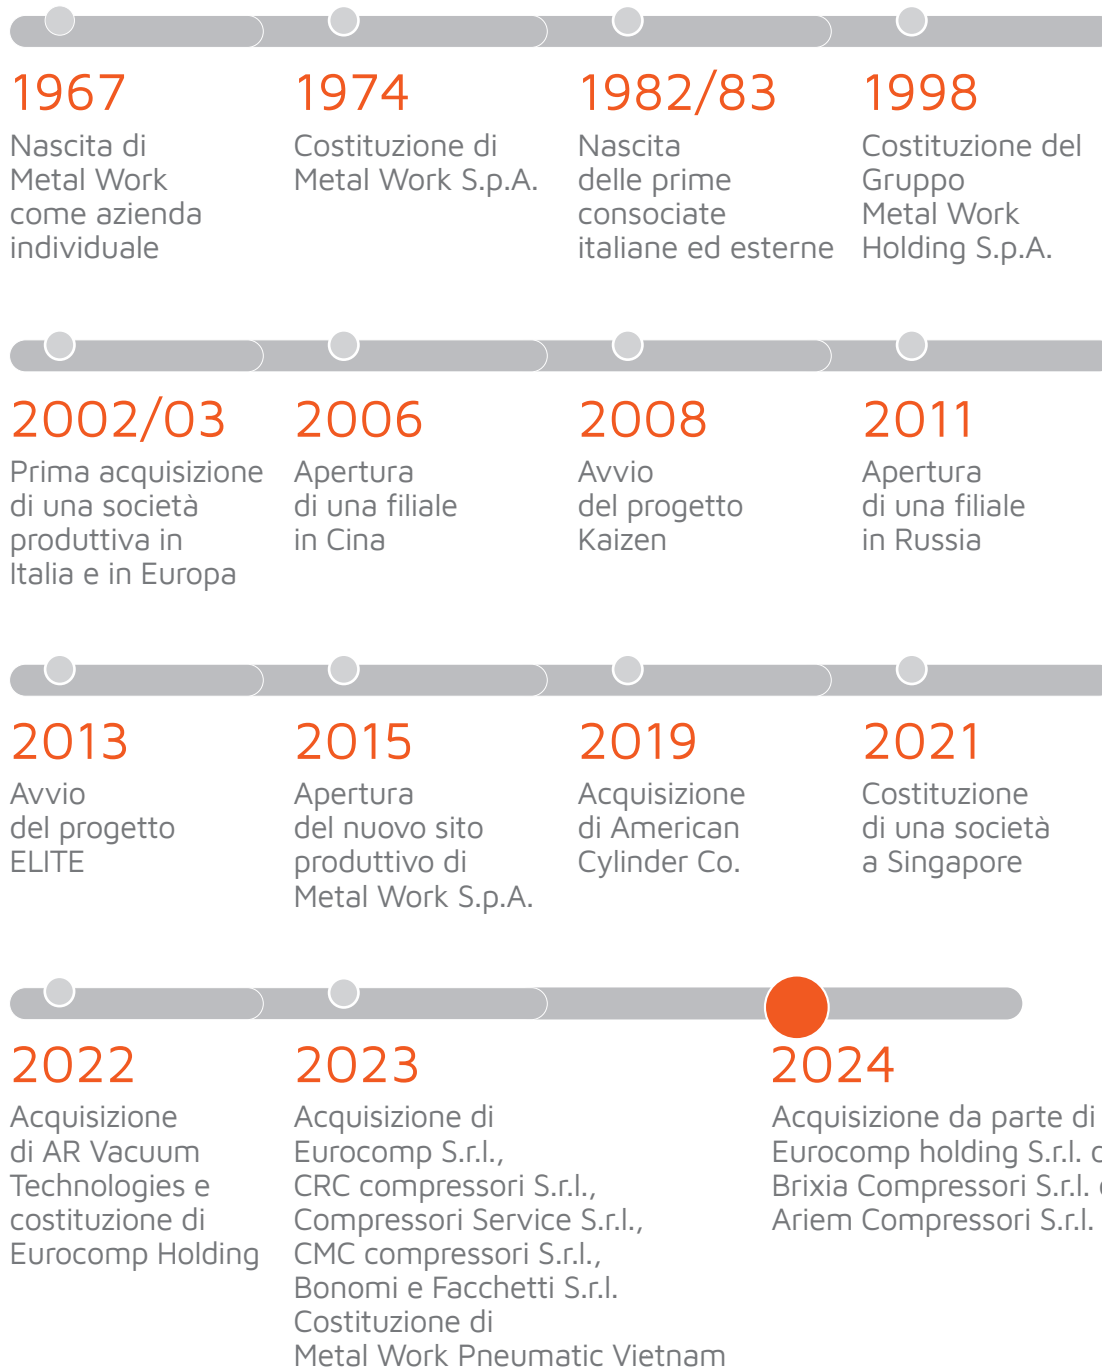 1967
Nascita di
Metal Work
come azienda
individuale
1974
Costituzione di
Metal Work S.p.A.
1982/83
Nascita
delle prime
consociate
italiane ed esterne
1998
Costituzione del
Gruppo
Metal Work
Holding S.p.A.
2002/03
Prima acquisizione
di una società
produttiva in
Italia e in Europa
2006
Apertura
di una filiale
in Cina
2008
Avvio
del progetto
Kaizen
2011
Apertura
di una filiale
in Russia
2013
Avvio
del progetto
ELITE
2015
Apertura
del nuovo sito
produttivo di
Metal Work S.p.A.
2019
Acquisizione
di American
Cylinder Co.
2021
Costituzione
di una società
a Singapore
2022
Acquisizione
di AR Vacuum
Technologies e
costituzione di
Eurocomp Holding
2023
Acquisizione di
Eurocomp S.r.l.,
CRC compressori S.r.l.,
Compressori Service S.r.l.,
CMC compressori S.r.l.,
Bonomi e Facchetti S.r.l.
Costituzione di
Metal Work Pneumatic Vietnam
2024
Acquisizione da parte di
Eurocomp holding S.r.l.
Brixia Compressori S.r.l.
Ariem Compressori S.r.l.